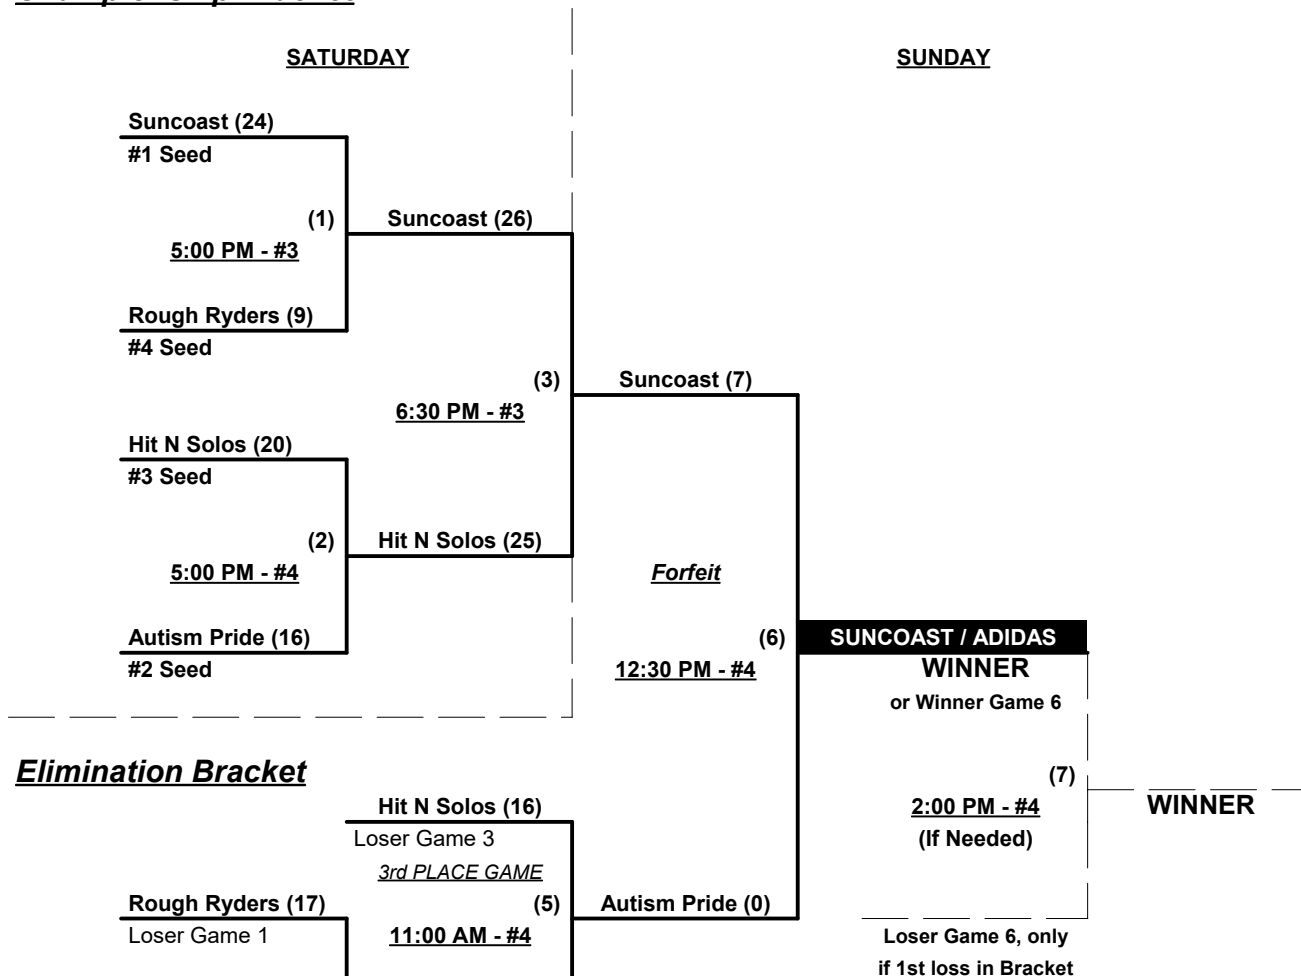 SATURDAY
SUNDAY
Suncoast (24)
#1 Seed
(1)
Suncoast (26)
5:00 PM - #3
Rough Ryders (9)
#4 Seed
(3)
Suncoast (7)
6:30 PM - #3
Hit N Solos (20)
#3 Seed
(2)
Hit N Solos (25)
5:00 PM - #4
Forfeit
Autism Pride (16)
#2 Seed
(6)
SUNCOAST / ADIDAS
12:30 PM - #4
WINNER
or Winner Game 6
Elimination Bracket
(7)
Hit N Solos (16)
2:00 PM - #4
WINNER
Loser Game 3
(If Needed)
3rd PLACE GAME
Rough Ryders (17)
(5)
Autism Pride (0)
Loser Game 1
11:00 AM - #4
Loser Game 6, only
if 1st loss in Bracket